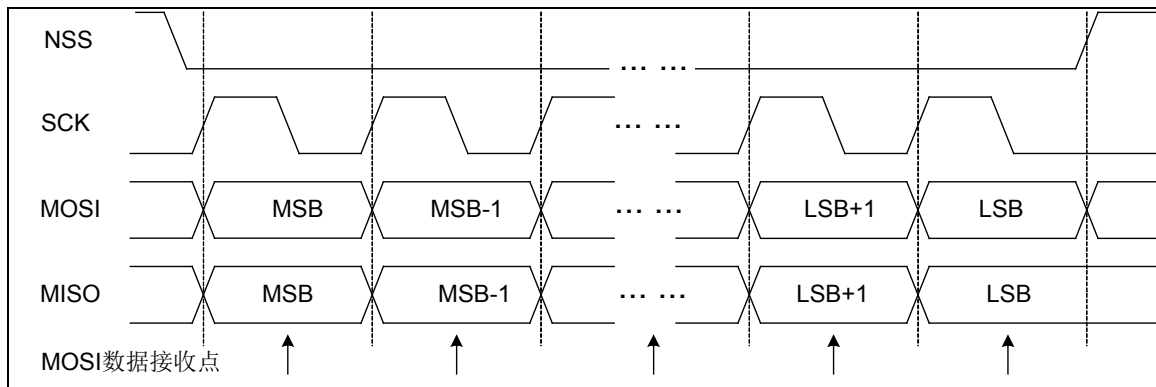 NSS
... ...
SCK
... ...
MOSI MSB MSB-1 ... ... LSB+1 LSB
MISO MSB MSB-1 ... ... LSB+1 LSB
MOSI数据接收点